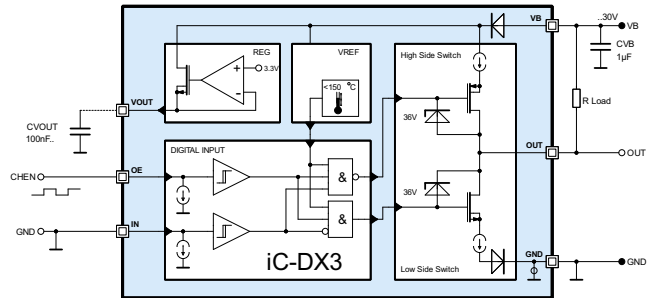 ..30V
VB
VB
CVB
1µF
REG
3.3V
VREF
<150 °C
High Side Switch
VOUT
CVOUT
100nF..
36V
R Load
DIGITAL INPUT
CHEN
OE
&
OUT
OUT
36V
&
GND
IN
iC-DX3
GND
GND
Low Side Switch